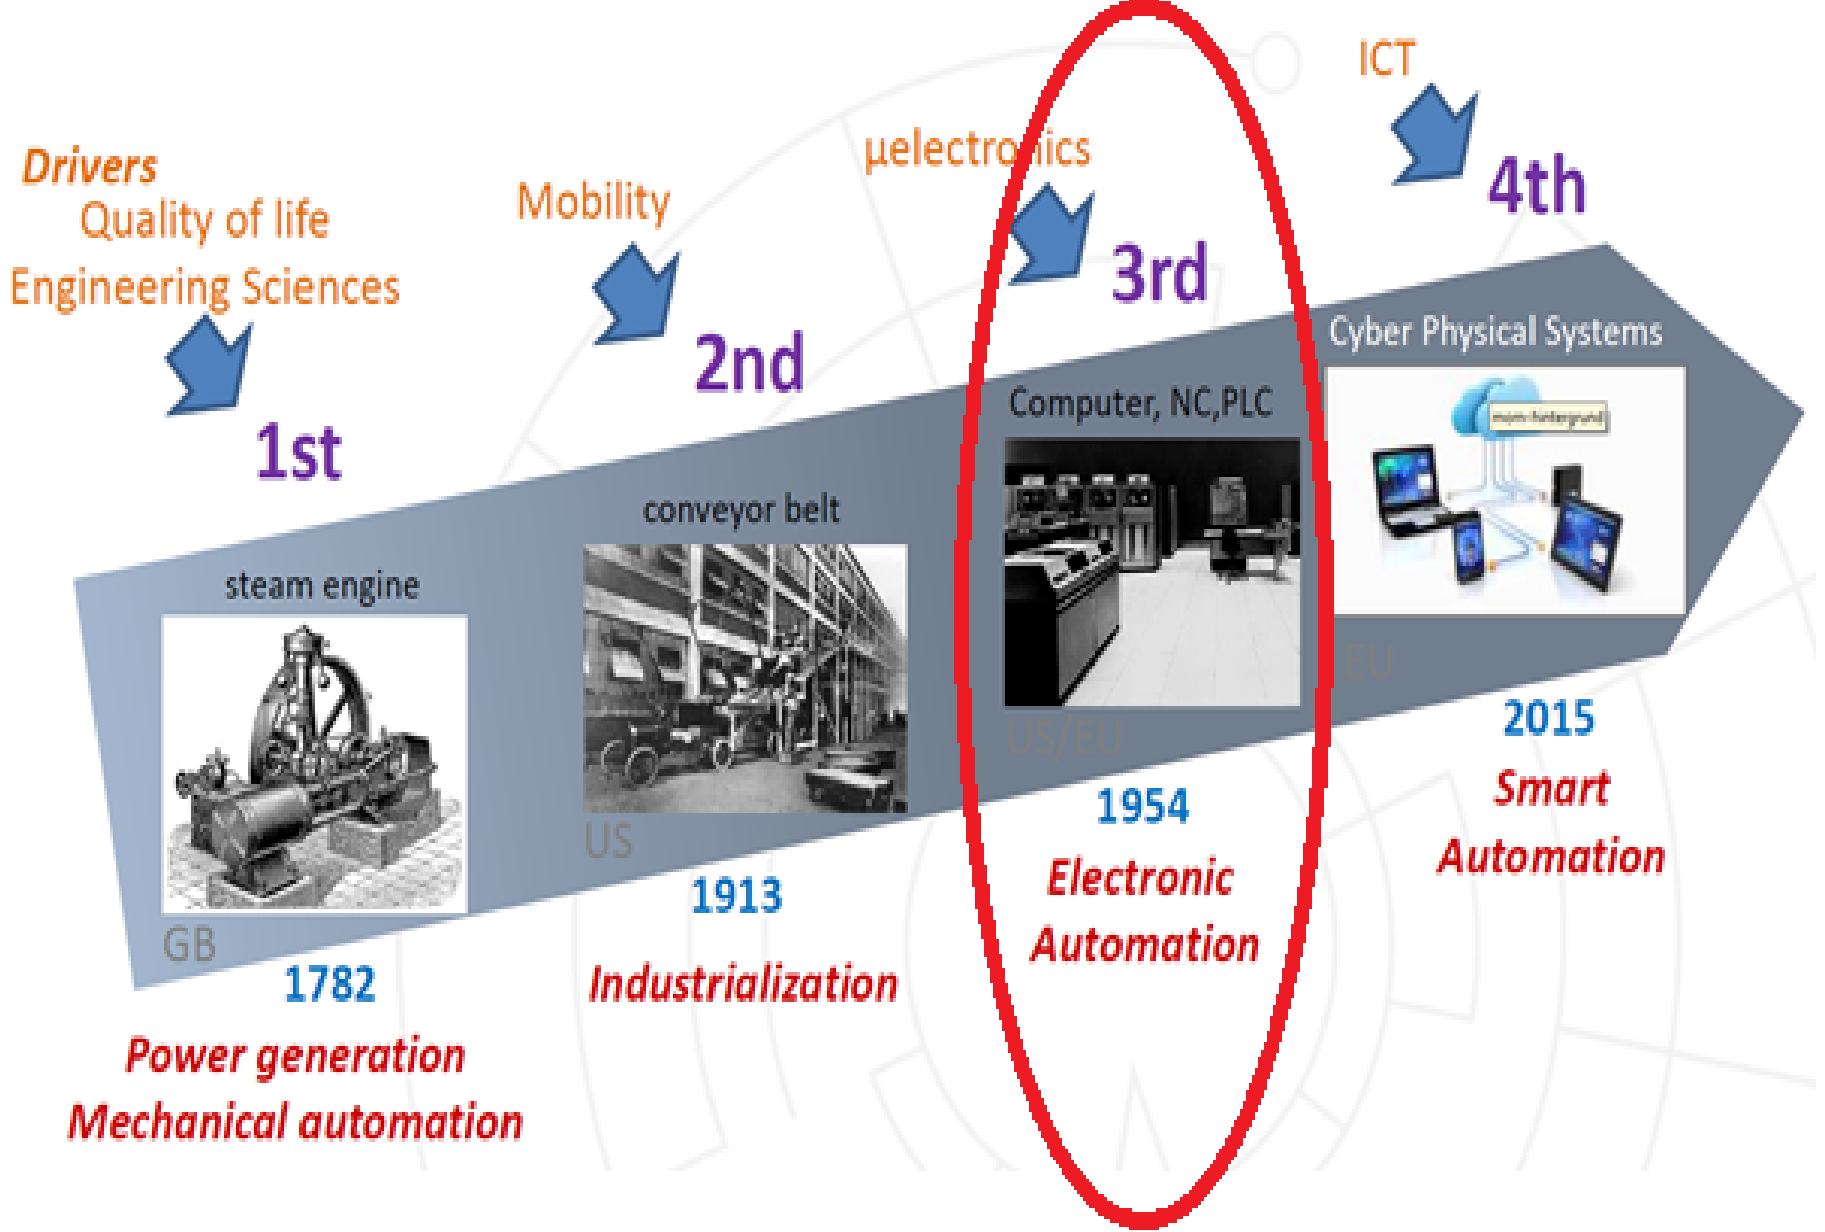 Drivers
Quality of life
Engineering Sciences
1st
steam engine
GB
1782
Power generation
Mechanical automation
Mobility
2nd
conveyor belt
US
1913
Industrialization
µelectronics
3rd
Computer, NC,PLC
US/EU
1954
Electronic
Automation
ICT
4th
Cyber Physical Systems
mom-hintergrund
EU
2015
Smart
Automation